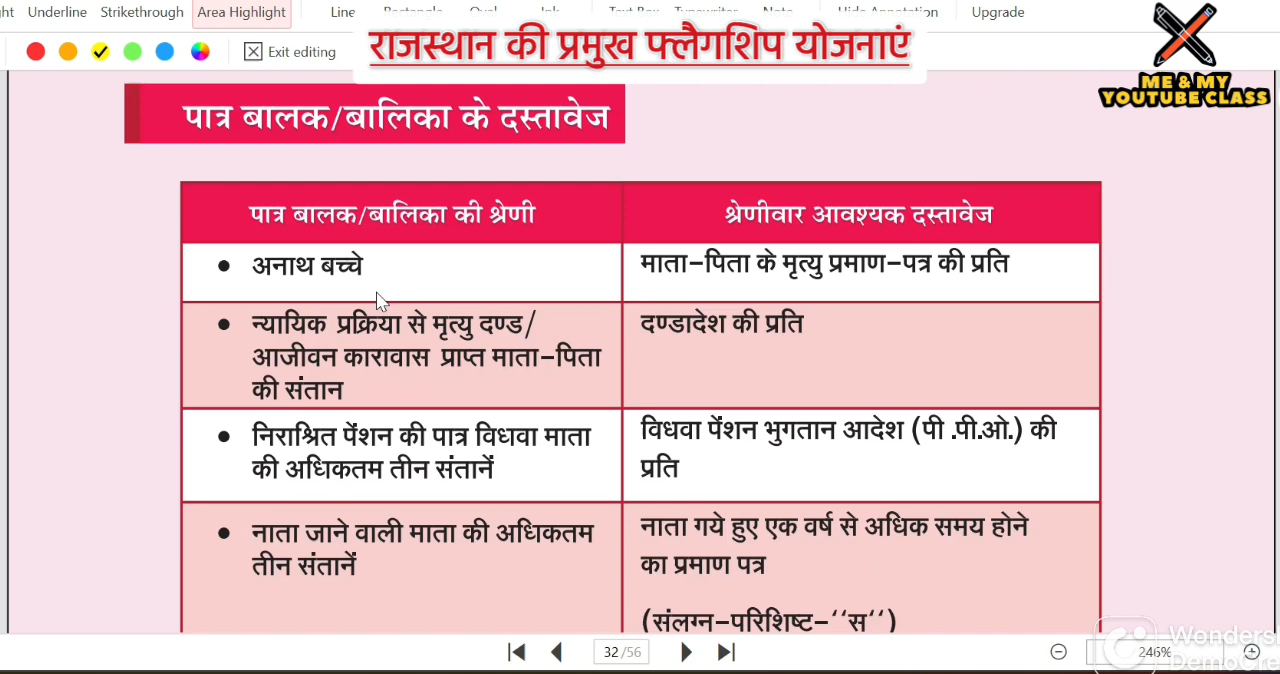 Underline Strikethrough Area Highlight Line Upgrade
Exit editing
राजस्थान की प्रमुख फ्लैगशिप योजनाएं
ME & MY
YOUTUBE CLASS
पात्र बालक/बालिका के दस्तावेज
पात्र बालक/बालिका की श्रेणी
श्रेणीवार आवश्यक दस्तावेज
• अनाथ बच्चे
माता-पिता के मृत्यु प्रमाण-पत्र की प्रति
• न्यायिक प्रक्रिया से मृत्यु दण्ड/
आजीवन कारावास प्राप्त माता-पिता
की संतान
दण्डादेश की प्रति
• निराश्रित पेंशन की पात्र विधवा माता
की अधिकतम तीन संतानें
विधवा पेंशन भुगतान आदेश (पी .पी.ओ.) की
प्रति
• नाता जाने वाली माता की अधिकतम
तीन संतानें
नाता गये हुए एक वर्ष से अधिक समय होने
का प्रमाण पत्र
(संलग्न-परिशिष्ट-‘‘स‘‘)
32 /56
246%